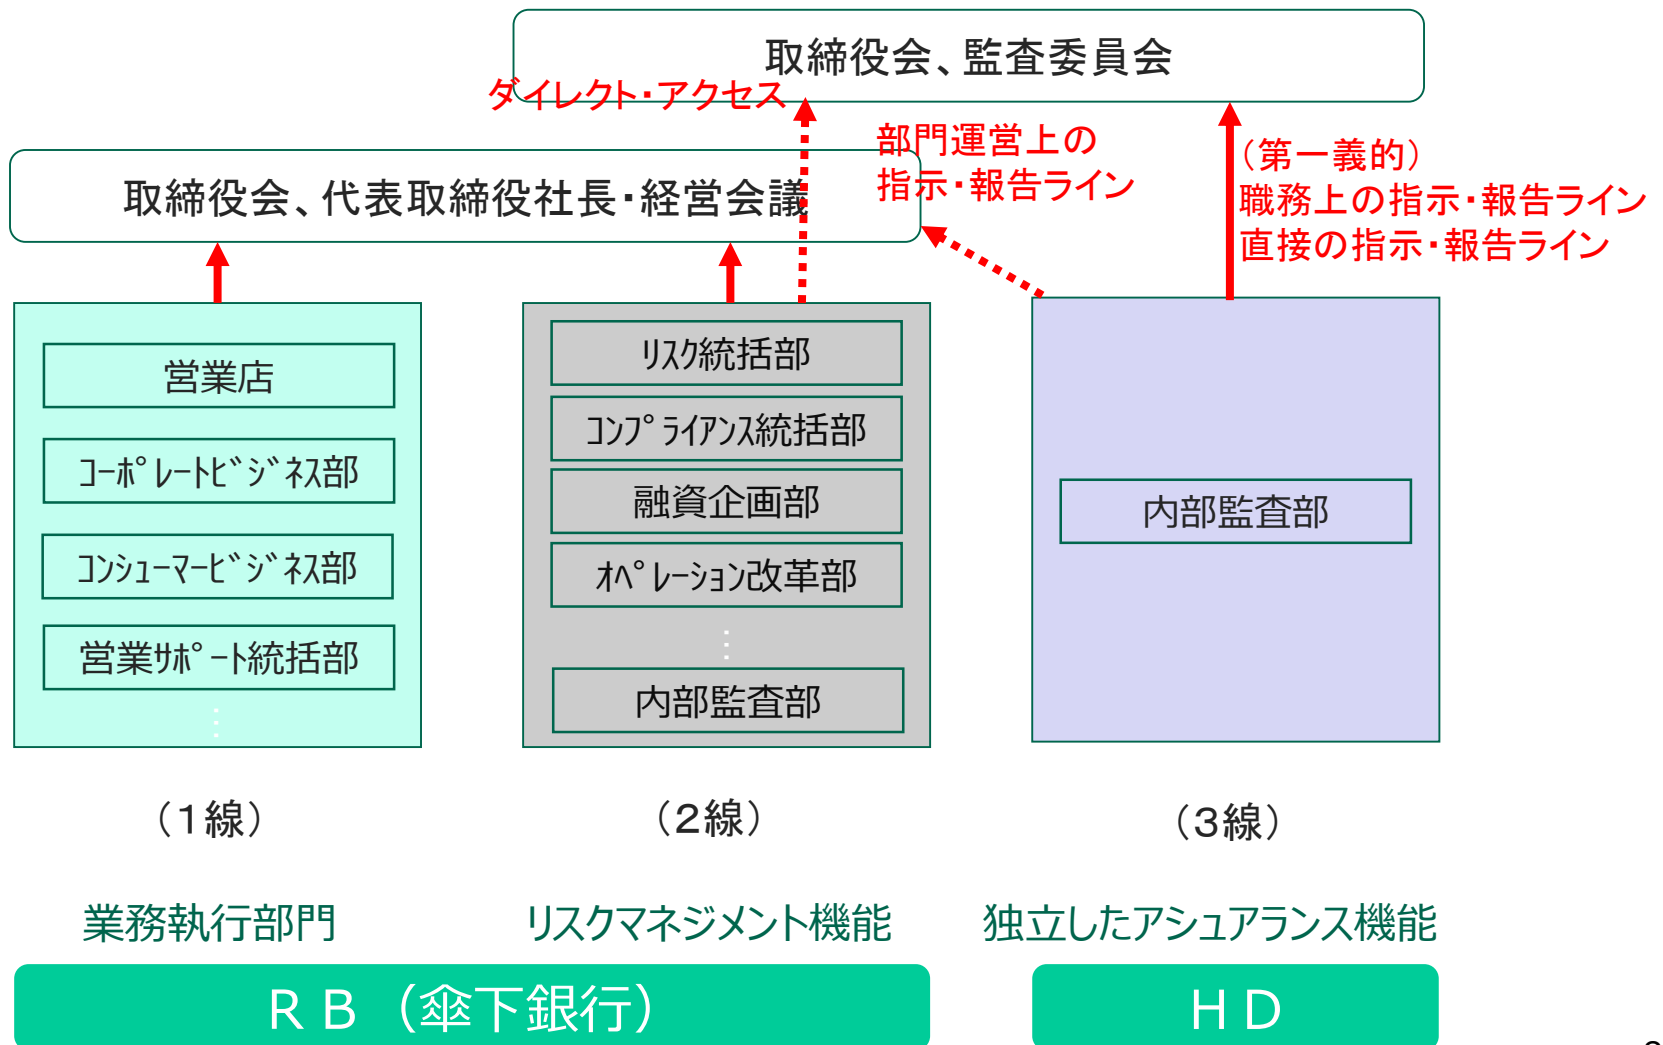 取締役会、監査委員会
ダイレクト・アクセス
部門運営上の
指示・報告ライン
（第一義的）
職務上の指示・報告ライン
直接の指示・報告ライン
取締役会、代表取締役社長・経営会議
営業店
ｺｰﾎﾟﾚｰﾄﾋﾞｼﾞﾈｽ部
ｺﾝｼｭｰﾏｰﾋﾞｼﾞﾈｽ部
営業ｻﾎﾟｰﾄ統括部
⋮
ﾘｽｸ統括部
ｺﾝﾌﾟﾗｲｱﾝｽ統括部
融資企画部
ｵﾍﾟﾚｰｼｮﾝ改革部
⋮
内部監査部
内部監査部
（１線）
（２線）
（３線）
業務執行部門
リスクマネジメント機能
独立したアシュアランス機能
ＲＢ（傘下銀行）
ＨＤ